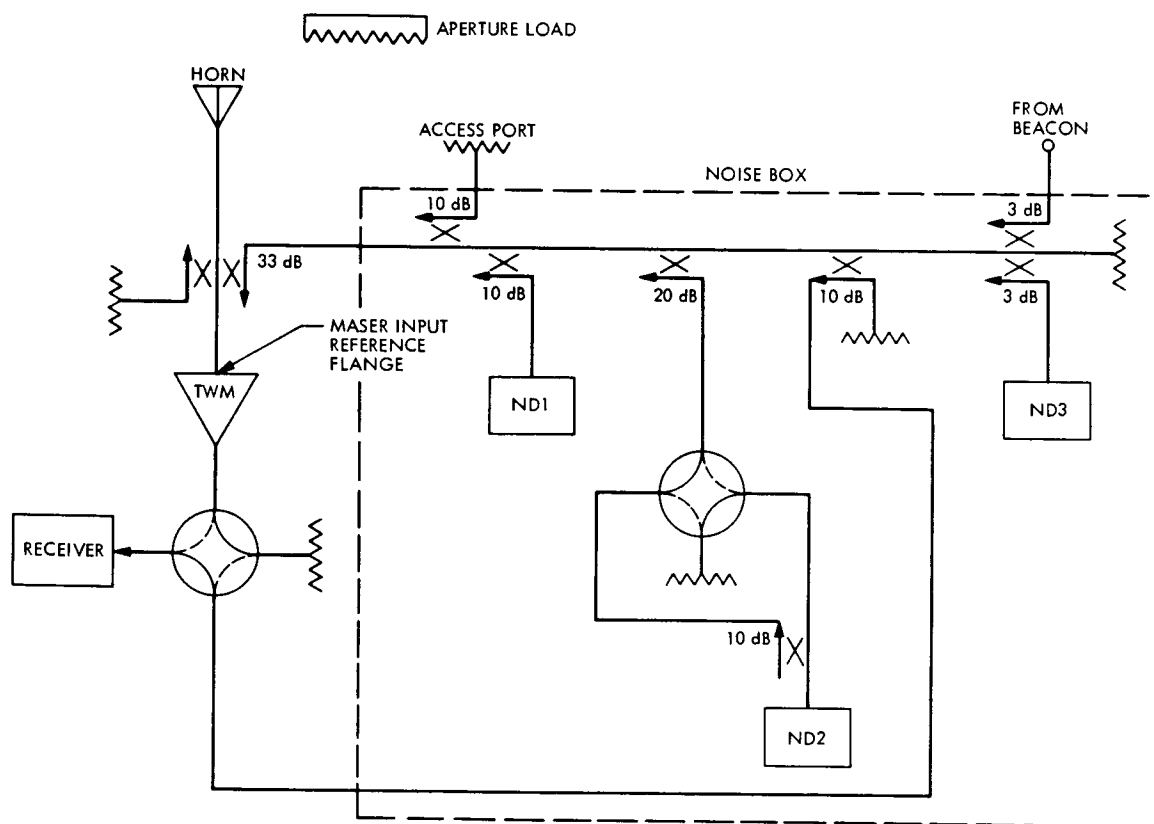 APERTURE LOAD
HORN
ACCESS PORT
FROM
BEACON
NOISE BOX
10 dB
3 dB
33 dB
10 dB
20 dB
10 dB
3 dB
MASER INPUT
REFERENCE
FLANGE
TWM
ND1
ND3
RECEIVER
10 dB
ND2